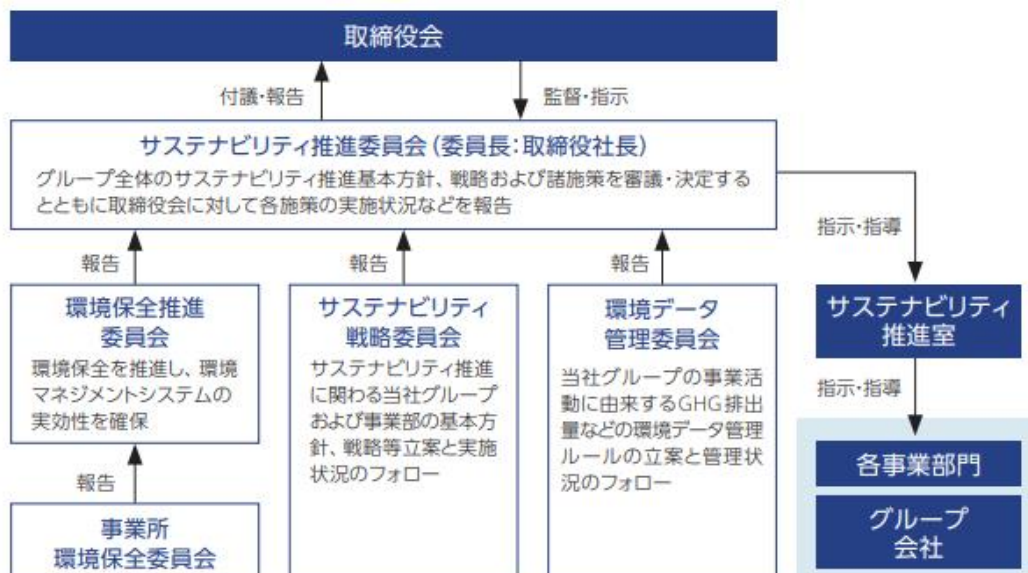 取締役会
付議・報告
監督・指示
サステナビリティ推進委員会（委員長：取締役社長）
グループ全体のサステナビリティ推進基本方針、戦略および諸施策を審議・決定する
とともに取締役会に対して各施策の実施状況などを報告
指示・指導
報告
報告
報告
環境保全推進
委員会
環境保全を推進し、環境
マネジメントシステムの
実効性を確保
サステナビリティ
戦略委員会
サステナビリティ推進
に関わる当社グループ
および事業部の基本方
針、戦略等立案と実施
状況のフォロー
環境データ
管理委員会
当社グループの事業活
動に由来するGHG排出
量などの環境データ管理
ルールの立案と管理状
況のフォロー
サステナビリティ
推進室
指示・指導
報告
事業所
環境保全委員会
各事業部門
グループ
会社